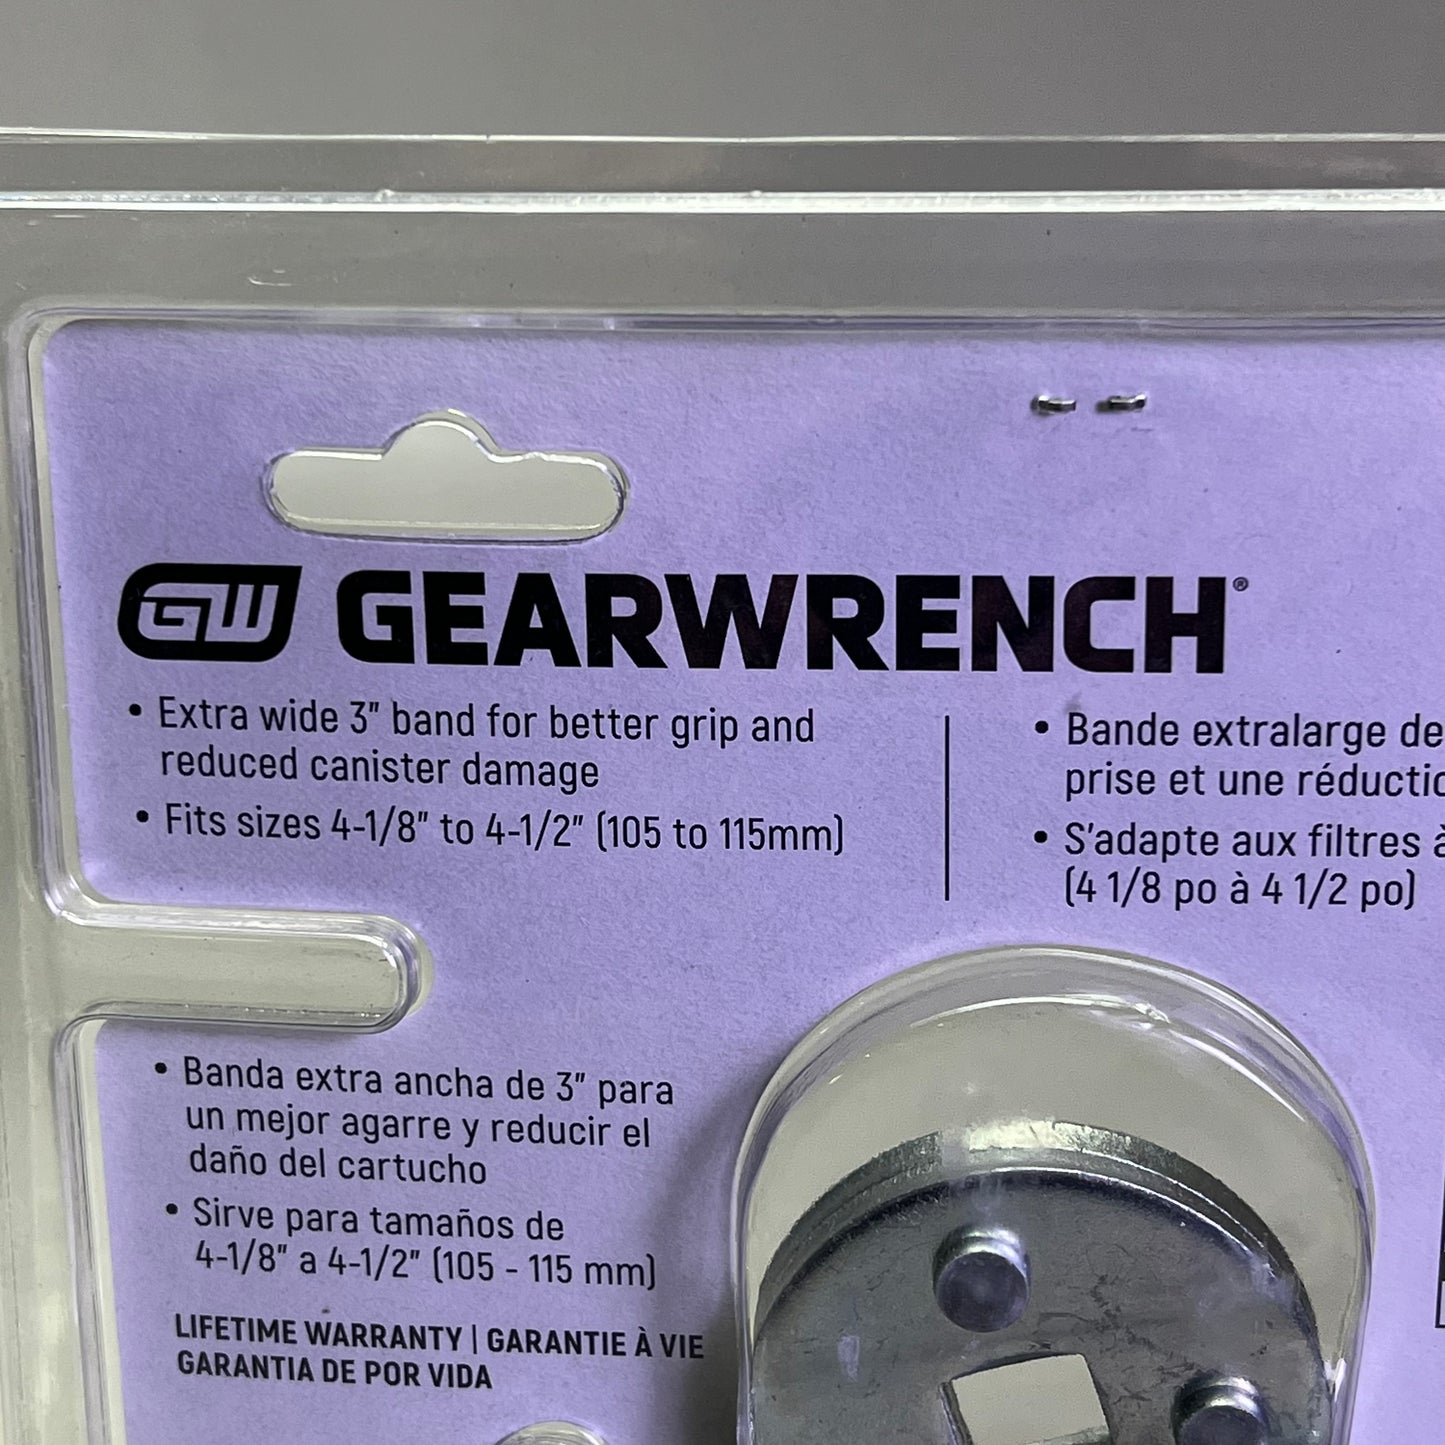 GW GEARWRENCH®
• Extra wide 3" band for better grip and
reduced canister damage
• Fits sizes 4-1/8" to 4-1/2" (105 to 115mm)
• Bande extralarge de
prise et une
• S'adapte aux filtres à
(4 1/8 po à 4 1/2 po)
• Banda extra ancha de 3" para
un mejor agarre y reducir el
daño del cartucho
• Sirve para tamaños de
4-1/8" a 4-1/2" (105 - 115 mm)
LIFETIME WARRANTY | GARANTIE À VIE
GARANTIA DE POR VIDA